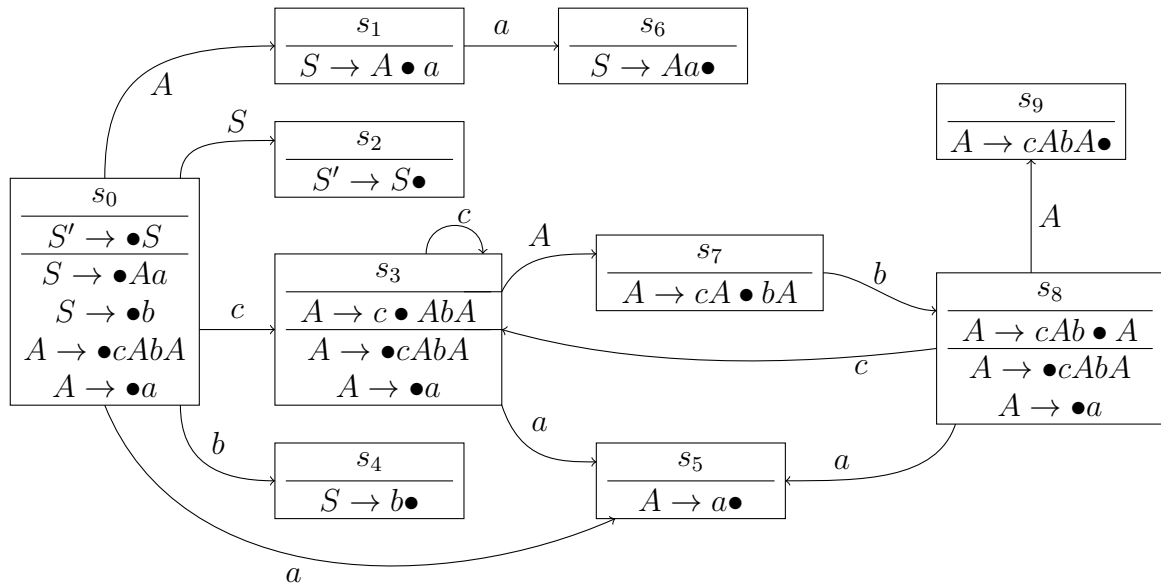 s₀
S′ → •S
S → •Aa
S → •b
A → •cAbA
A → •a
A
S
c
b
a
s₁
S → A • a
a
s₆
S → Aa•
s₂
S′ → S•
c
s₃
A → c • AbA
A → •cAbA
A → •a
A
a
s₄
S → b•
s₅
A → a•
s₇
A → cA • bA
b
s₈
A → cAb • A
A → •cAbA
A → •a
A
c
a
s₉
A → cAbA•